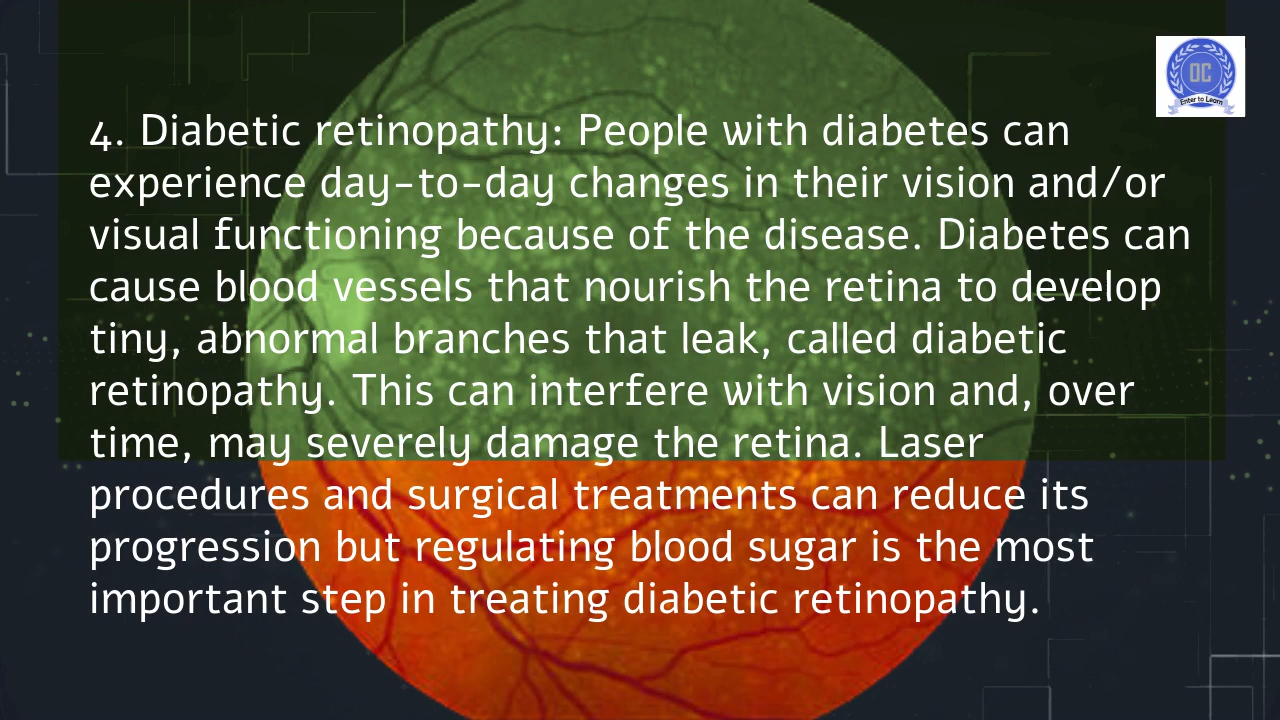 OC
Enter to Learn
4. Diabetic retinopathy: People with diabetes can
experience day-to-day changes in their vision and/or
visual functioning because of the disease. Diabetes can
cause blood vessels that nourish the retina to develop
tiny, abnormal branches that leak, called diabetic
retinopathy. This can interfere with vision and, over
time, may severely damage the retina. Laser
procedures and surgical treatments can reduce its
progression but regulating blood sugar is the most
important step in treating diabetic retinopathy.